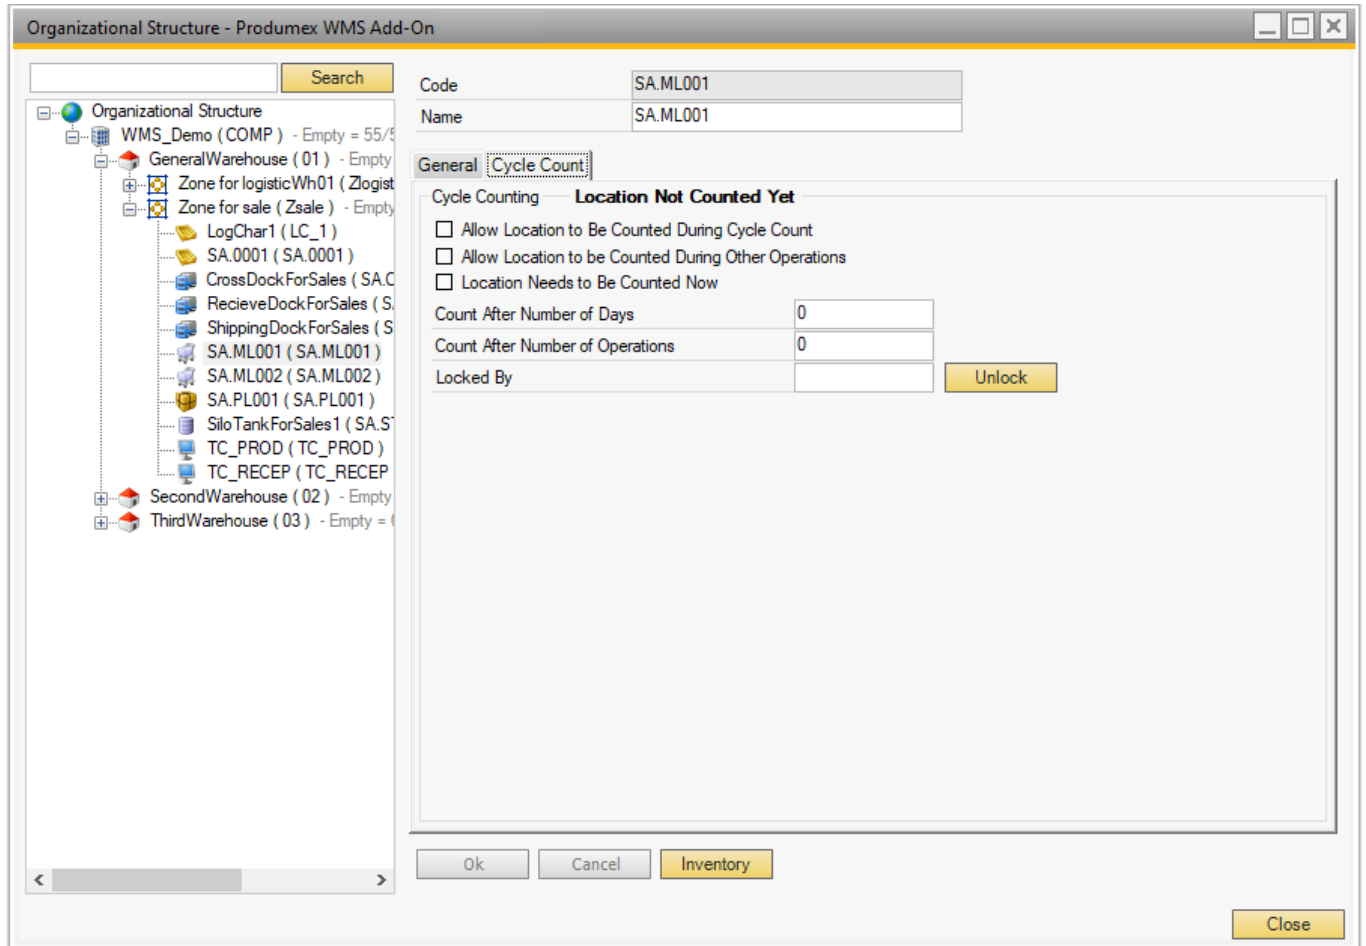 Organizational Structure - Produmex WMS Add-On
Search
Organizational Structure
WMS_Demo ( COMP ) - Empty = 55/5
GeneralWarehouse ( 01 ) - Empty
Zone for logisticWh01 ( Zlogist
Zone for sale ( Zsale ) - Empty
LogChar1 ( LC_1 )
SA.0001 ( SA.0001 )
CrossDockForSales ( SA.C
RecieveDockForSales ( S.
ShippingDockForSales ( S
SA.ML001 ( SA.ML001 )
SA.ML002 ( SA.ML002 )
SA.PL001 ( SA.PL001 )
SiloTankForSales1 ( SA.S
TC_PROD ( TC_PROD )
TC_RECEP ( TC_RECEP
SecondWarehouse ( 02 ) - Empty
ThirdWarehouse ( 03 ) - Empty =
Code SA.ML001
Name SA.ML001
General Cycle Count
Cycle Counting Location Not Counted Yet
Allow Location to Be Counted During Cycle Count
Allow Location to be Counted During Other Operations
Location Needs to Be Counted Now
Count After Number of Days 0
Count After Number of Operations 0
Locked By Unlock
Ok Cancel Inventory
Close